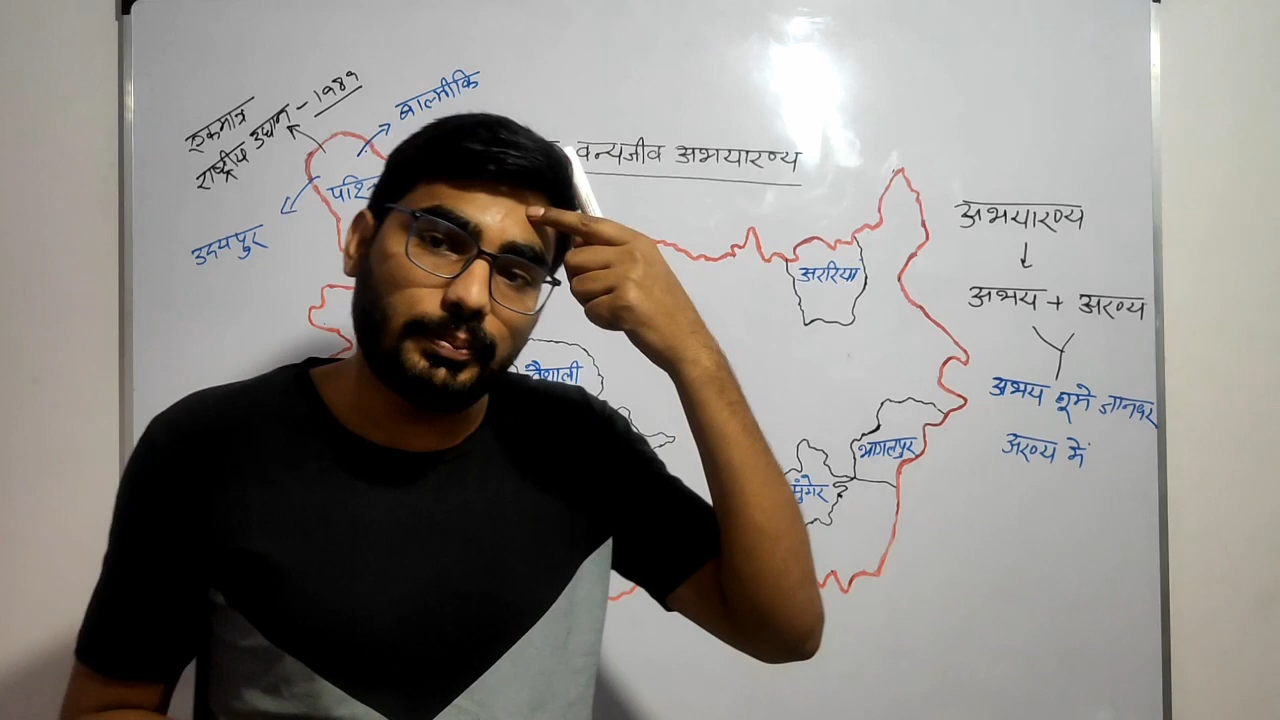 एकमात्र
राष्ट्रीय उद्यान - 1989
बाल्मीकि
वन्यजीव अभयारण्य
उदयपुर
अररिया
वैशाली
भागलपुर
मुंगेर
अभयारण्य
↓
अभय + अरण्य
अभय घूमे जानवर
अरण्य में